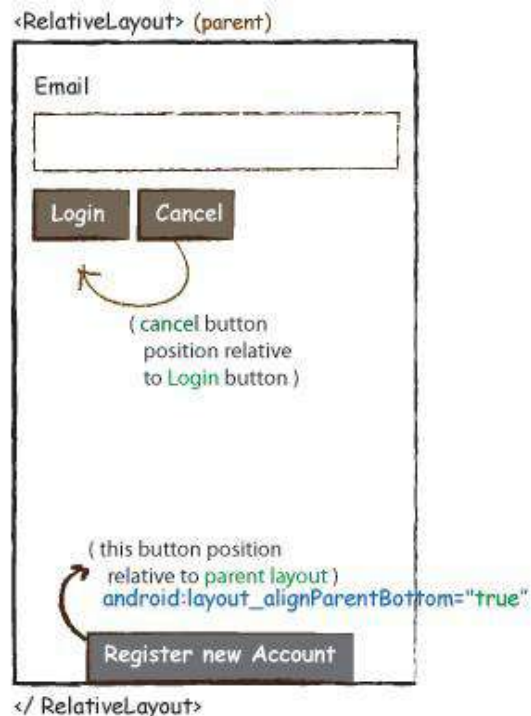 <RelativeLayout> (parent)
Email
Login Cancel
( cancel button
position relative
to Login button )
( this button position
relative to parent layout )
android:layout_alignParentBottom="true"
Register new Account
</ RelativeLayout>